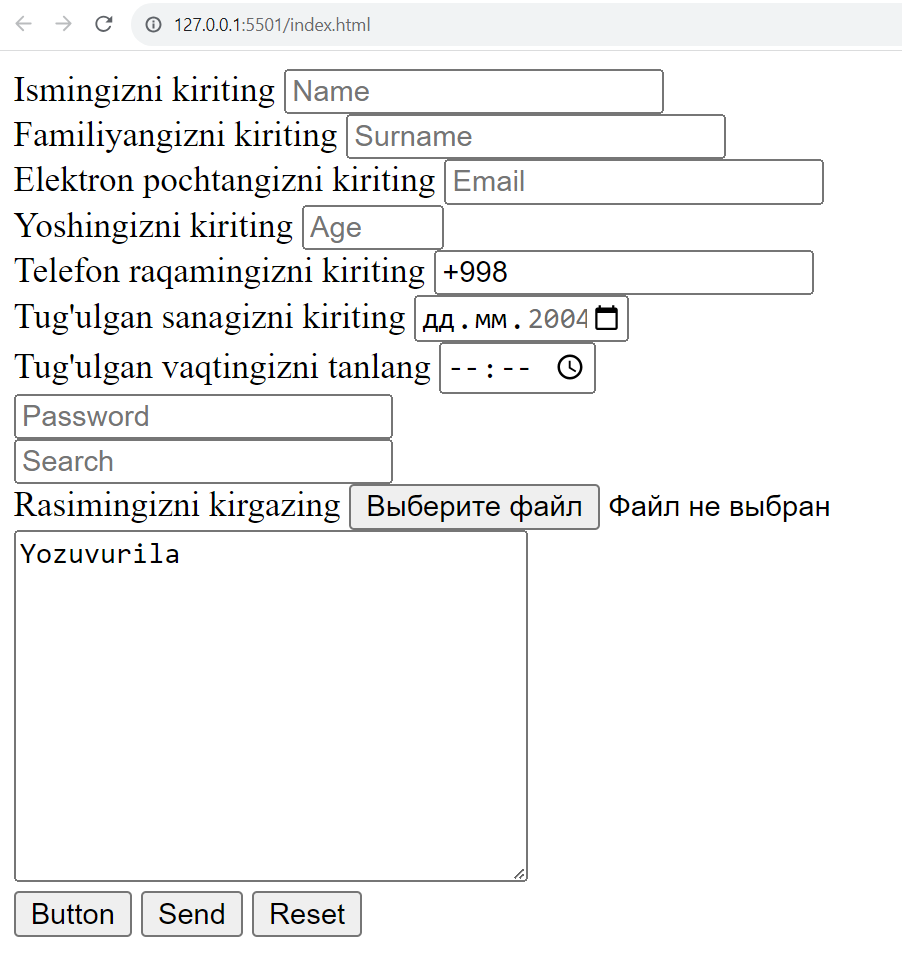 127.0.0.1:5501/index.html
Ismingizni kiriting Name
Familiyangizni kiriting Surname
Elektron pochtangizni kiriting Email
Yoshingizni kiriting Age
Telefon raqamingizni kiriting +998
Tug'ulgan sanagizni kiriting дд.мм.2004
Tug'ulgan vaqtingizni tanlang --:--
Password
Search
Rasimingizni kirgazing Выберите файл Файл не выбран
Yozuvurila
Button Send Reset